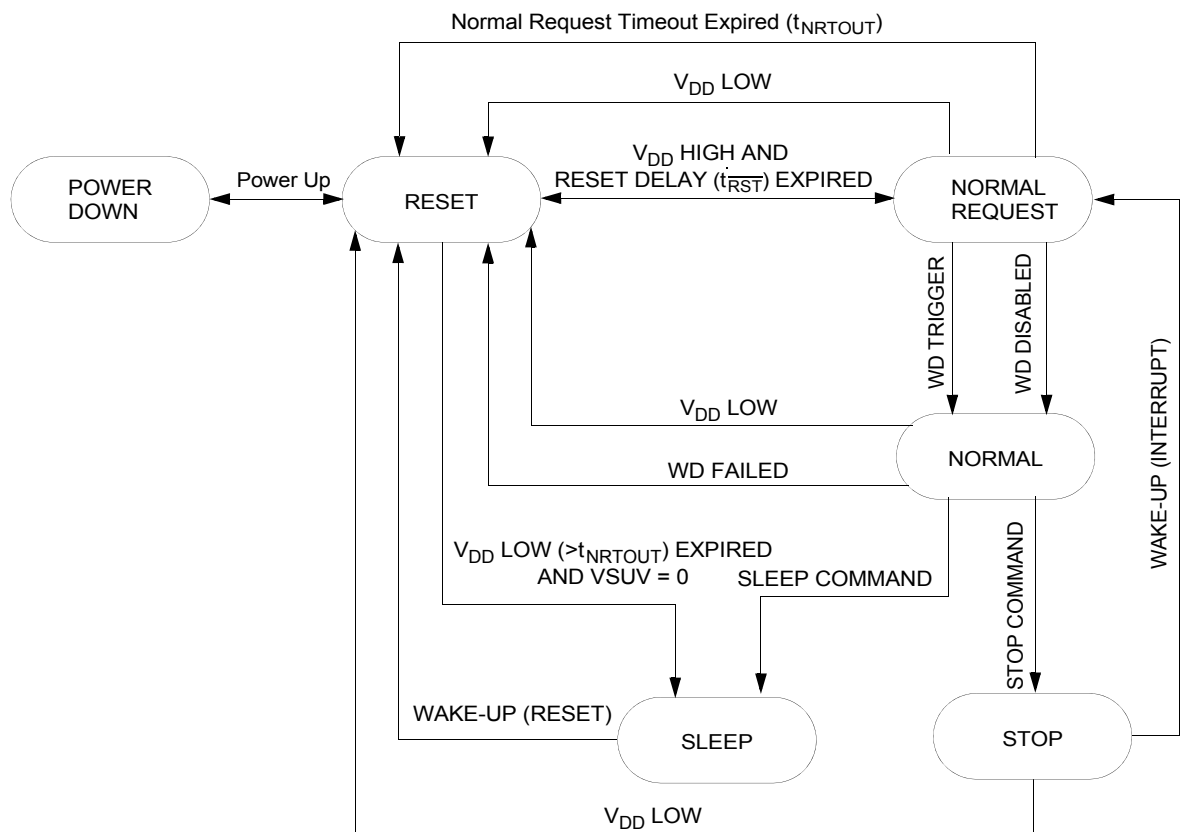 Normal Request Timeout Expired (tNRTOUT)
VDD LOW
VDD HIGH AND
RESET DELAY (tRST) EXPIRED
POWER
DOWN
Power Up
RESET
NORMAL
REQUEST
WD TRIGGER
WD DISABLED
WAKE-UP (INTERRUPT)
VDD LOW
NORMAL
WD FAILED
VDD LOW (>tNRTOUT) EXPIRED
AND VSUV = 0
SLEEP COMMAND
STOP COMMAND
WAKE-UP (RESET)
SLEEP
STOP
VDD LOW